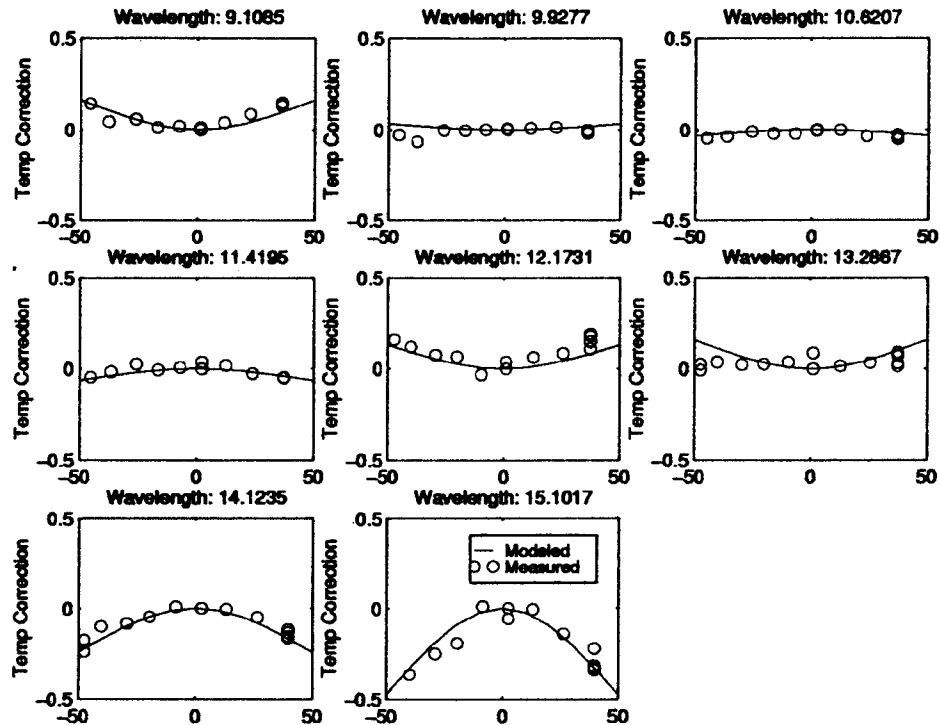 Wavelength: 9.1085 Wavelength: 9.9277 Wavelength: 10.6207
0.5 0.5 0.5
Temp Correction Temp Correction Temp Correction
0 0 0
−0.5 −0.5 −0.5
−50 0 50 −50 0 50 −50 0 50
Wavelength: 11.4195 Wavelength: 12.1731 Wavelength: 13.2867
0.5 0.5 0.5
Temp Correction Temp Correction Temp Correction
0 0 0
−0.5 −0.5 −0.5
−50 0 50 −50 0 50 −50 0 50
Wavelength: 14.1235 Wavelength: 15.1017
0.5 0.5
Modeled
Measured
Temp Correction Temp Correction
0 0
−0.5 −0.5
−50 0 50 −50 0 50